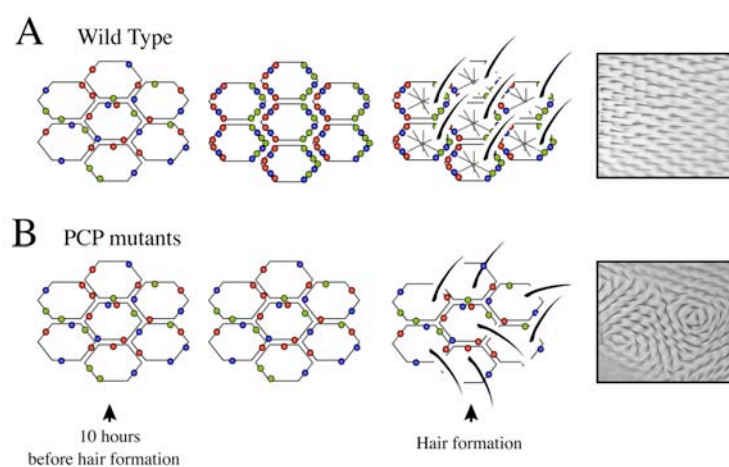 A Wild Type
B PCP mutants
10 hours
before hair formation
Hair formation